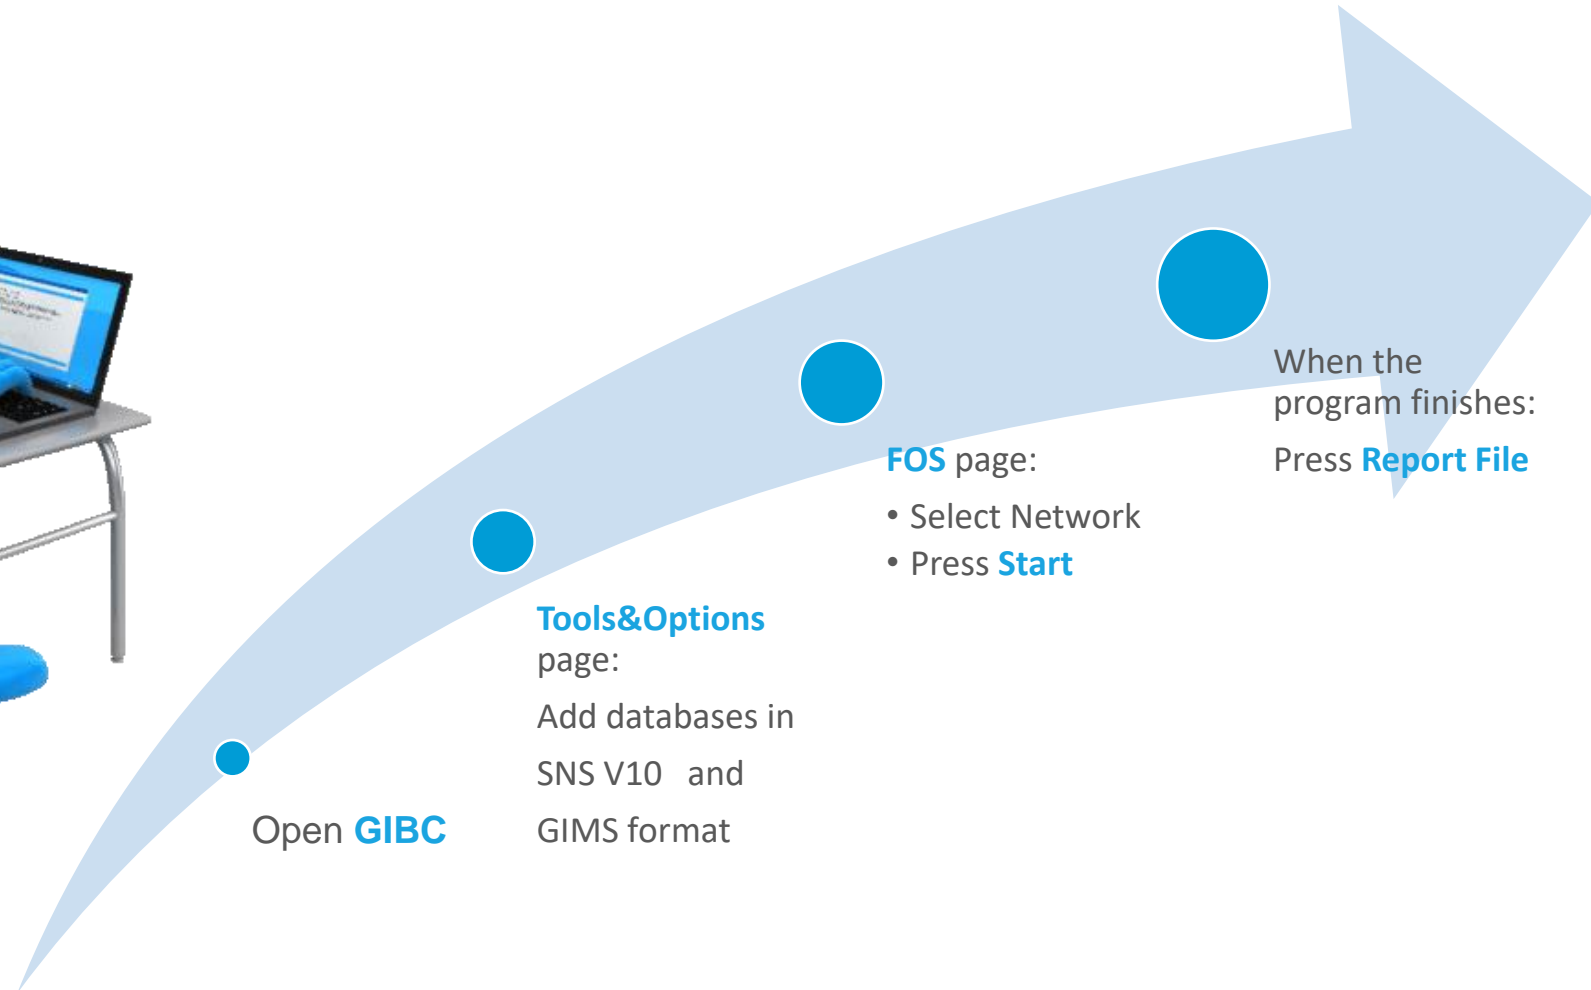 Open GIBC
Tools&Options
page:
Add databases in
SNS V10 and
GIMS format
FOS page:
• Select Network
• Press Start
When the
program finishes:
Press Report File